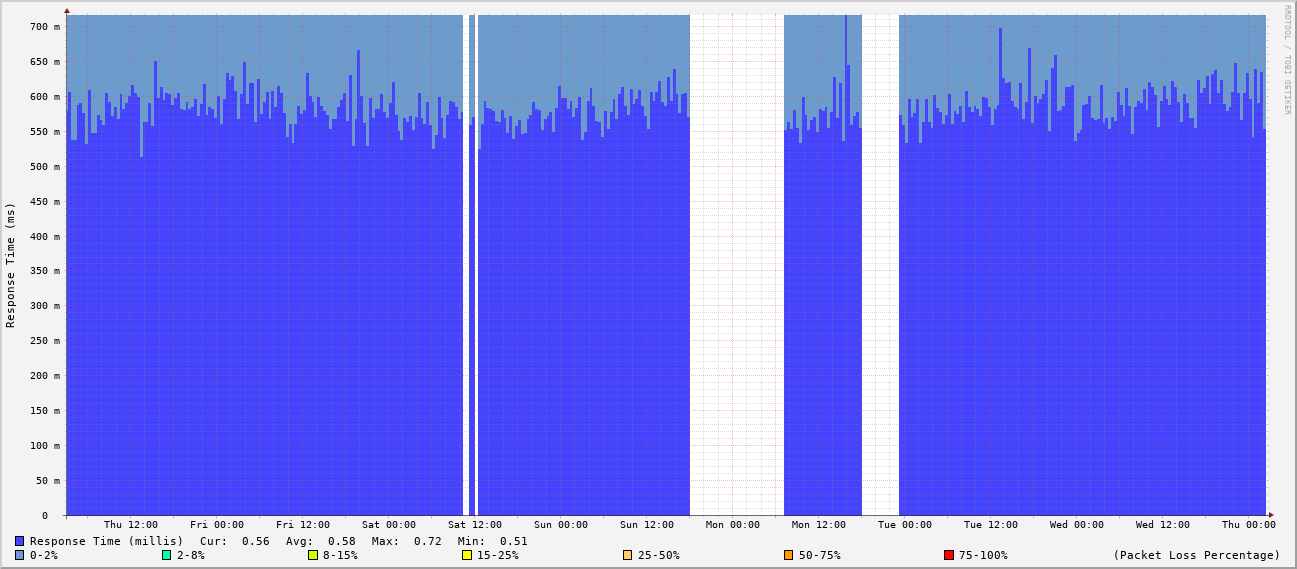 RRDTOOL / TOBI OETIKER
Response Time (ms)
700 m
650 m
600 m
550 m
500 m
450 m
400 m
350 m
300 m
250 m
200 m
150 m
100 m
50 m
0
Thu 12:00 Fri 00:00 Fri 12:00 Sat 00:00 Sat 12:00 Sun 00:00 Sun 12:00 Mon 00:00 Mon 12:00 Tue 00:00 Tue 12:00 Wed 00:00 Wed 12:00 Thu 00:00
Response Time (millis) Cur: 0.56 Avg: 0.58 Max: 0.72 Min: 0.51
0-2% 2-8% 8-15% 15-25% 25-50% 50-75% 75-100% (Packet Loss Percentage)